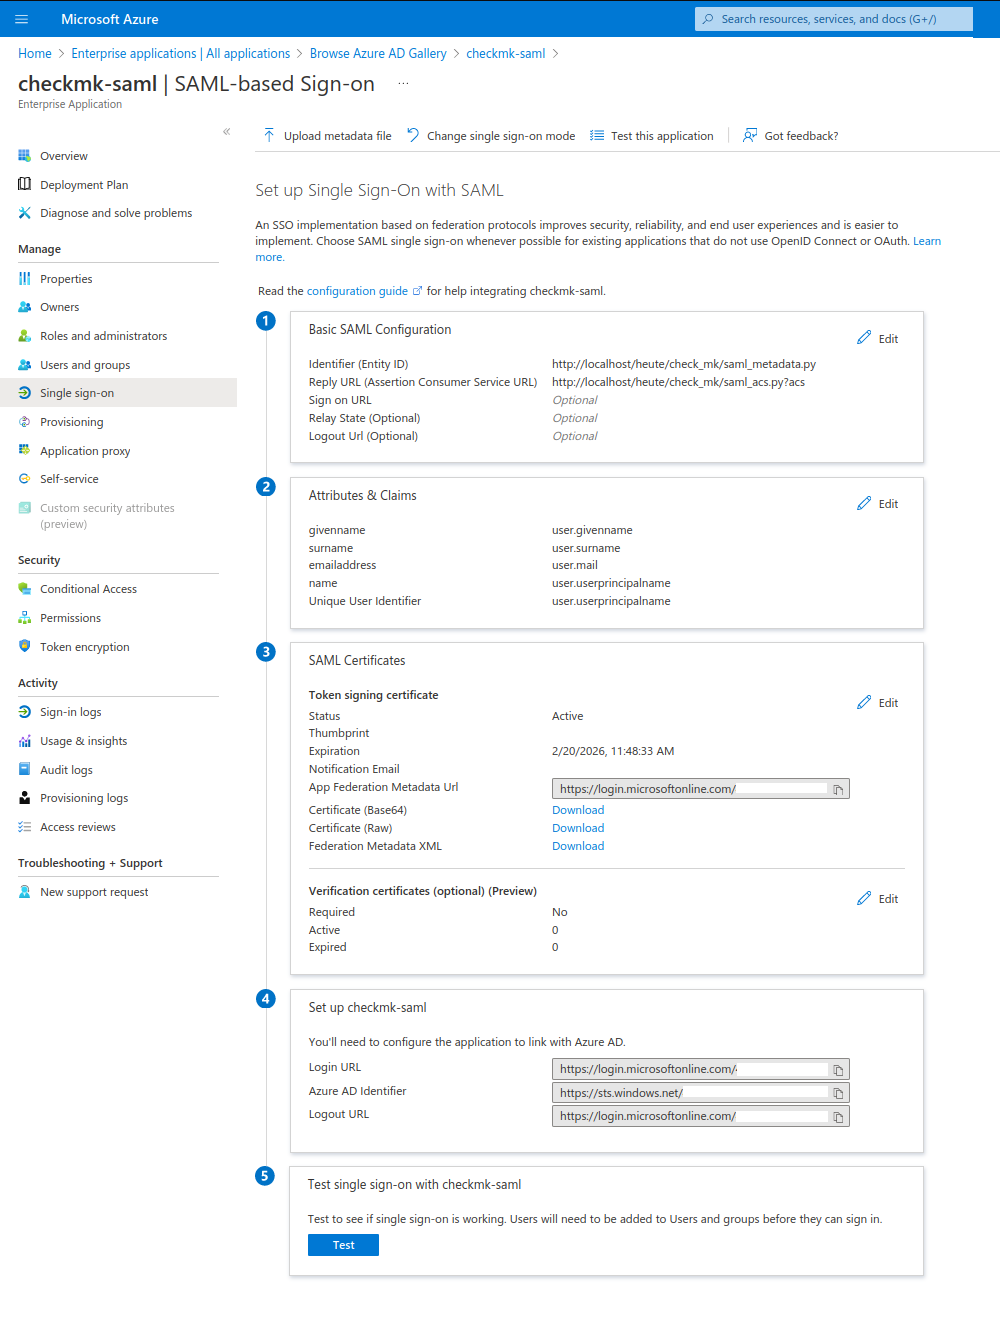 Microsoft Azure
Search resources, services, and docs (G+/)
Home > Enterprise applications | All applications > Browse Azure AD Gallery > checkmk-saml >
checkmk-saml | SAML-based Sign-on ...
Enterprise Application
«
Overview
Deployment Plan
Diagnose and solve problems
Manage
Properties
Owners
Roles and administrators
Users and groups
Single sign-on
Provisioning
Application proxy
Self-service
Custom security attributes
(preview)
Security
Conditional Access
Permissions
Token encryption
Activity
Sign-in logs
Usage & insights
Audit logs
Provisioning logs
Access reviews
Troubleshooting + Support
New support request
Upload metadata file Change single sign-on mode Test this application Got feedback?
Set up Single Sign-On with SAML
An SSO implementation based on federation protocols improves security, reliability, and end user experiences and is easier to
implement. Choose SAML single sign-on whenever possible for existing applications that do not use OpenID Connect or OAuth. Learn
more.
Read the configuration guide for help integrating checkmk-saml.
1
Basic SAML Configuration
Edit
Identifier (Entity ID) http://localhost/heute/check_mk/saml_metadata.py
Reply URL (Assertion Consumer Service URL) http://localhost/heute/check_mk/saml_acs.py?acs
Sign on URL Optional
Relay State (Optional) Optional
Logout Url (Optional) Optional
2
Attributes & Claims
Edit
givenname user.givenname
surname user.surname
emailaddress user.mail
name user.userprincipalname
Unique User Identifier user.userprincipalname
3
SAML Certificates
Token signing certificate
Edit
Status Active
Thumbprint
Expiration 2/20/2026, 11:48:33 AM
Notification Email
App Federation Metadata Url https://login.microsoftonline.com/
Certificate (Base64) Download
Certificate (Raw) Download
Federation Metadata XML Download
Verification certificates (optional) (Preview)
Edit
Required No
Active 0
Expired 0
4
Set up checkmk-saml
You'll need to configure the application to link with Azure AD.
Login URL https://login.microsoftonline.com/
Azure AD Identifier https://sts.windows.net/
Logout URL https://login.microsoftonline.com/
5
Test single sign-on with checkmk-saml
Test to see if single sign-on is working. Users will need to be added to Users and groups before they can sign in.
Test